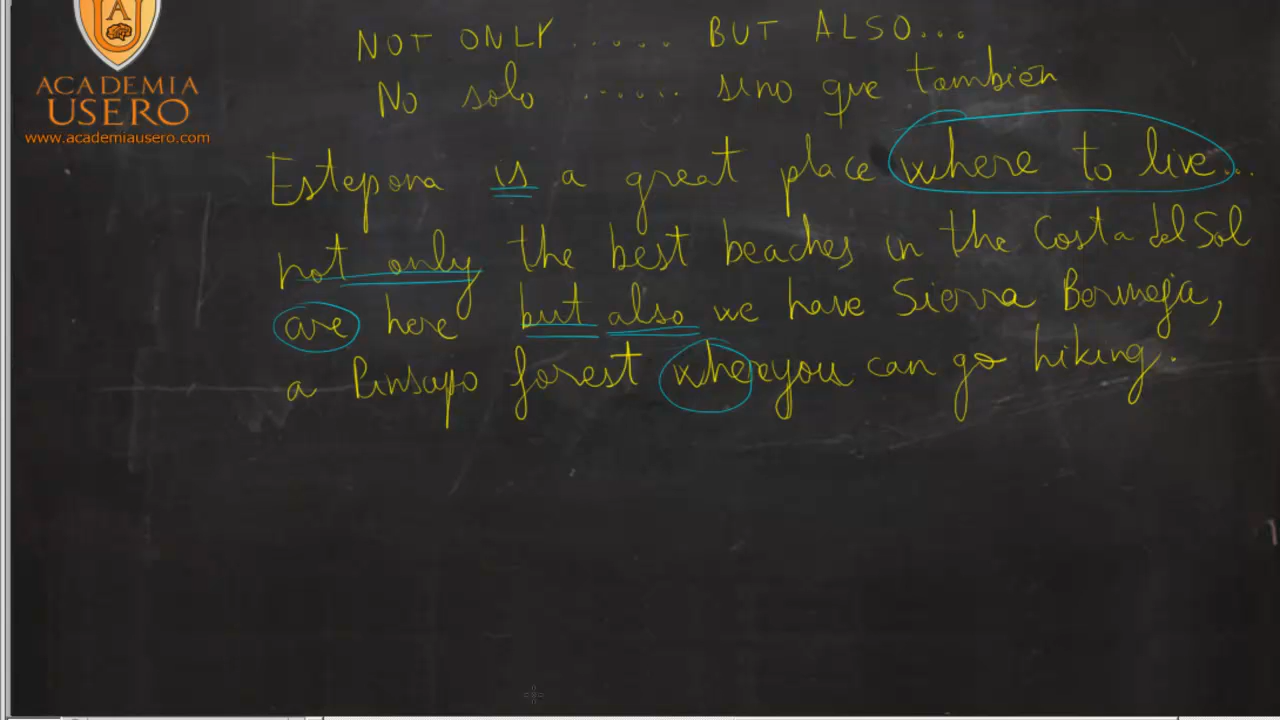 A
ACADEMIA
USERO
www.academiausero.com
NOT ONLY ...... BUT ALSO...
No solo ....... sino que también
Estepona is a great place where to live...
not only the best beaches in the Costa del Sol
are here but also we have Sierra Bermeja,
a Pinsapo forest where you can go hiking.